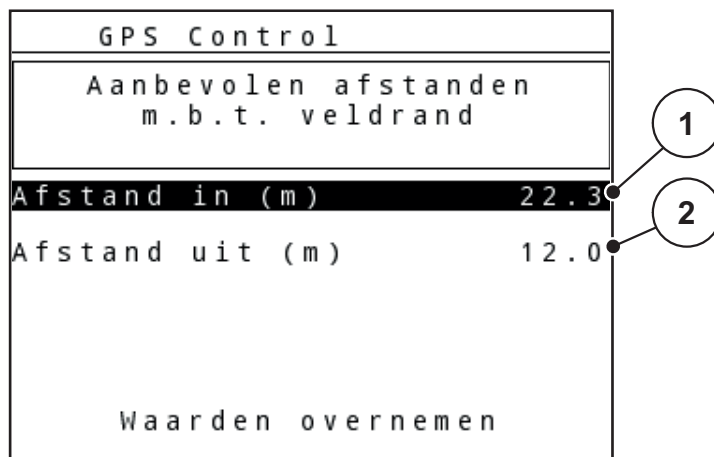 GPS Control
Aanbevolen afstanden
m.b.t. veldrand
Afstand in (m) 22.3
1
Afstand uit (m) 12.0
2
Waarden overnemen